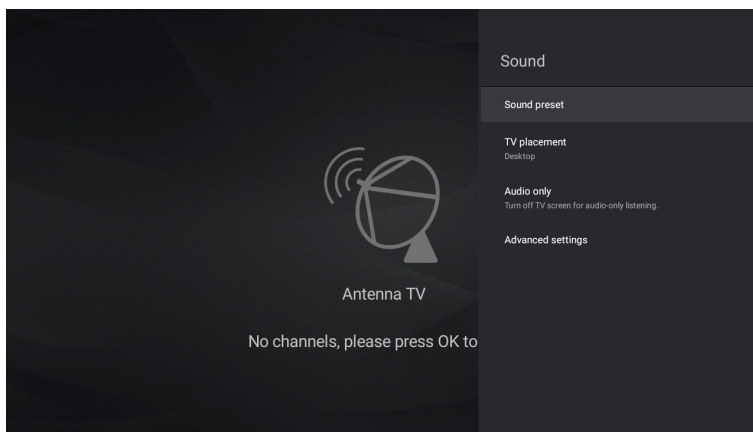 Sound
Sound preset
TV placement
Desktop
Audio only
Turn off TV screen for audio-only listening.
Advanced settings
Antenna TV
No channels, please press OK to